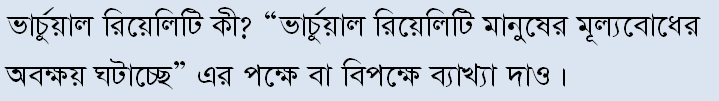 ভার্চুয়াল রিয়েলিটি কী? “ভার্চুয়াল রিয়েলিটি মানুষের মূল্যবোধের
অবক্ষয় ঘটাচ্ছে” এর পক্ষে বা বিপক্ষে ব্যাখ্যা দাও।